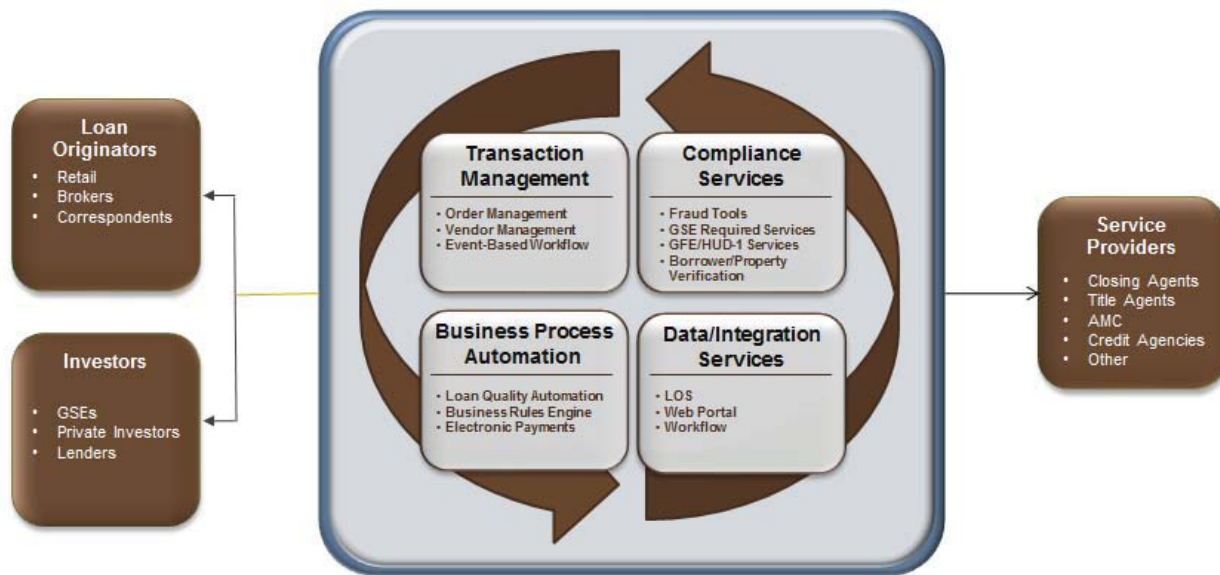 Loan
Originators
• Retail
• Brokers
• Correspondents
Investors
• GSEs
• Private Investors
• Lenders
Transaction
Management
• Order Management
• Vendor Management
• Event-Based Workflow
Compliance
Services
• Fraud Tools
• GSE Required Services
• GFE/HUD-1 Services
• Borrower/Property
Verification
Business Process
Automation
• Loan Quality Automation
• Business Rules Engine
• Electronic Payments
Data/Integration
Services
• LOS
• Web Portal
• Workflow
Service
Providers
• Closing Agents
• Title Agents
• AMC
• Credit Agencies
• Other